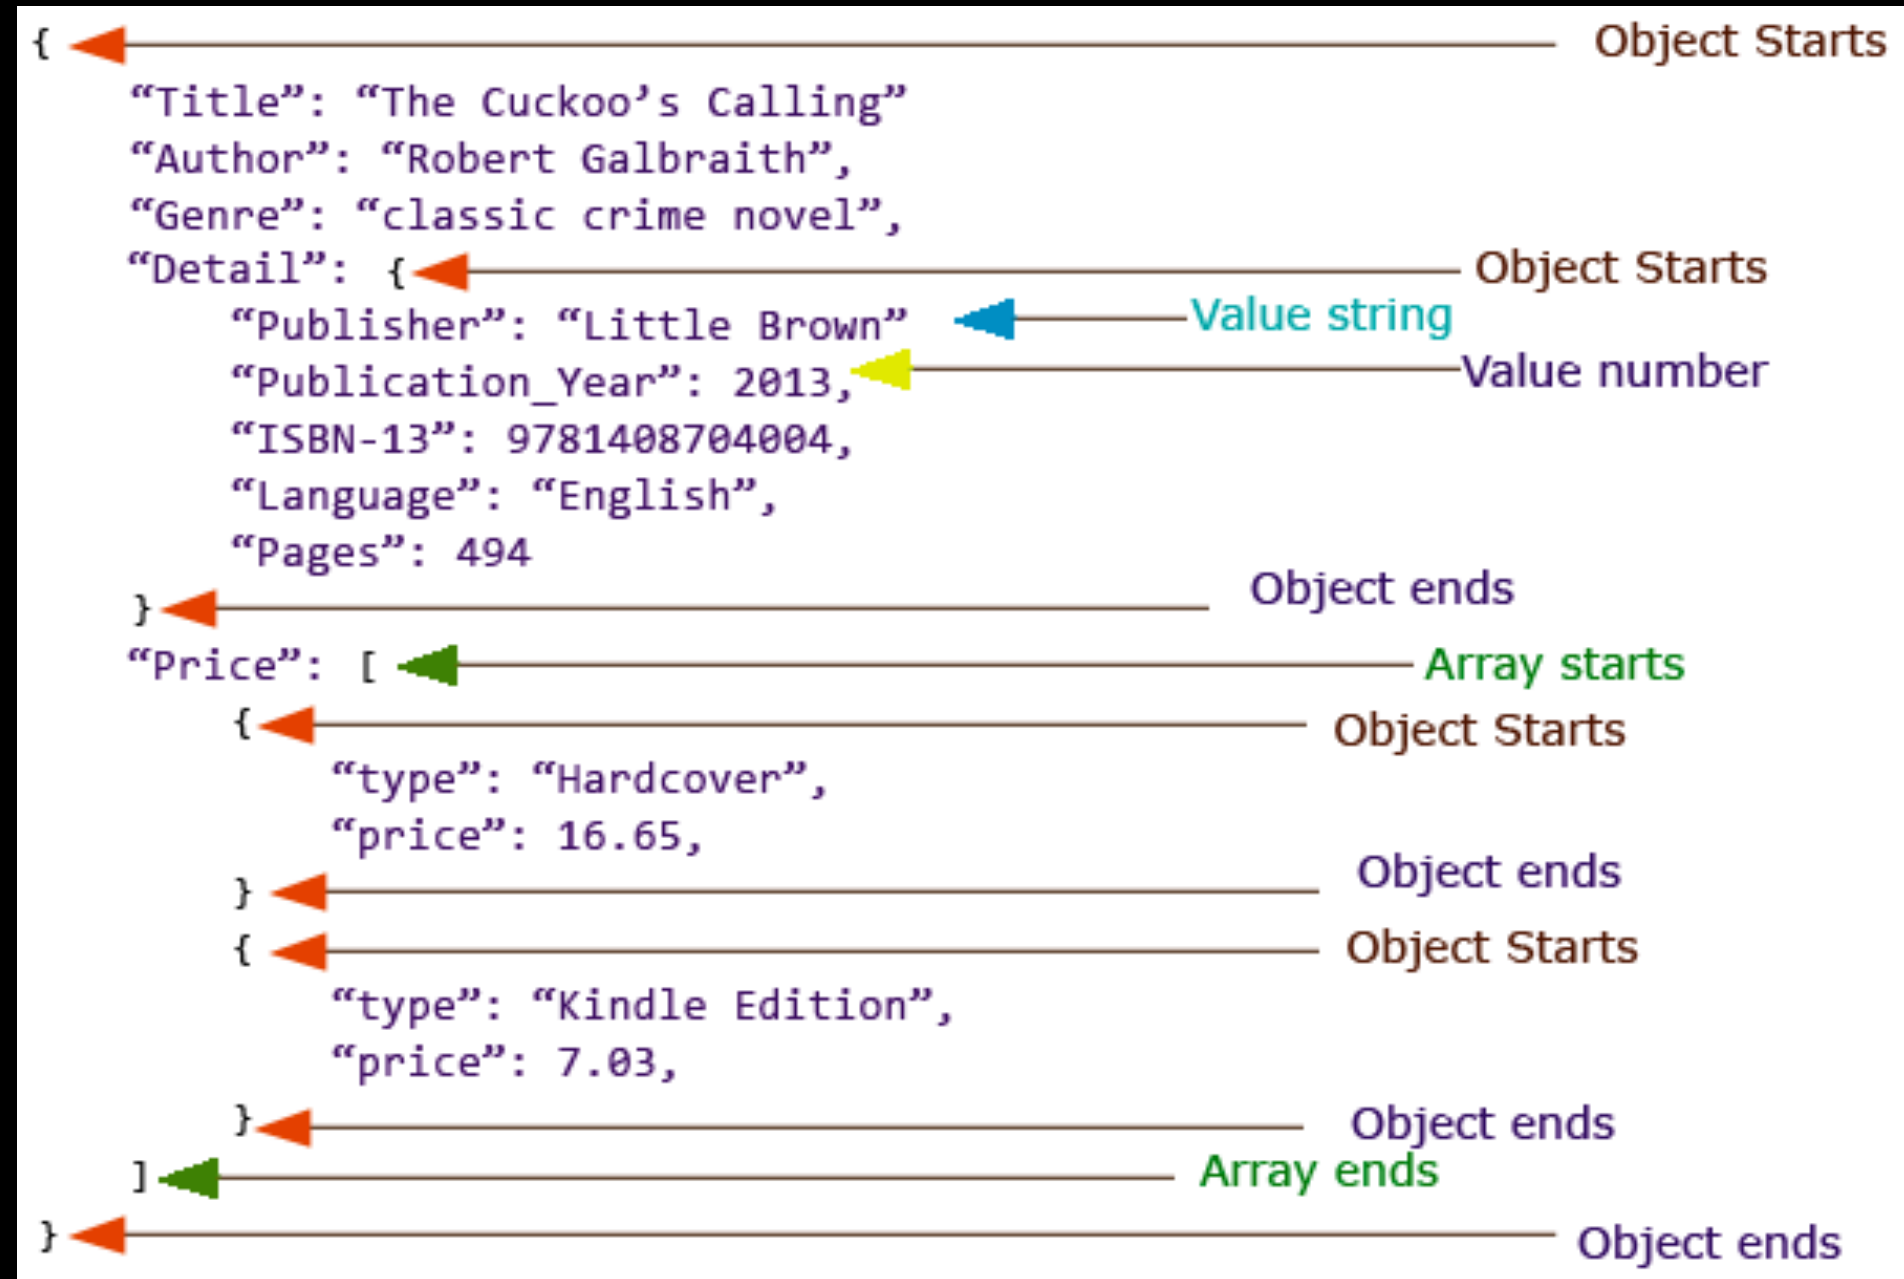 { Object Starts
“Title”: “The Cuckoo’s Calling”
“Author”: “Robert Galbraith”,
“Genre”: “classic crime novel”,
“Detail”: { Object Starts
“Publisher”: “Little Brown” Value string
“Publication_Year”: 2013, Value number
“ISBN-13”: 9781408704004,
“Language”: “English”,
“Pages”: 494
} Object ends
“Price”: [ Array starts
{ Object Starts
“type”: “Hardcover”,
“price”: 16.65,
} Object ends
{ Object Starts
“type”: “Kindle Edition”,
“price”: 7.03,
} Object ends
] Array ends
} Object ends